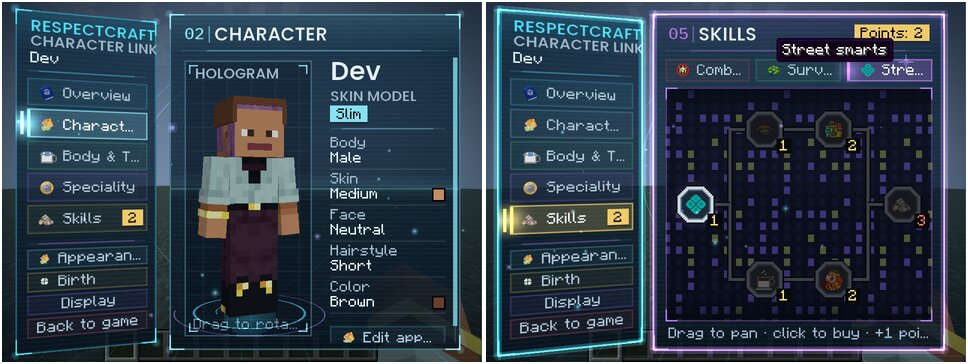 RESPECTCRAFT
CHARACTER LINK
Dev
Overview
Charact...
Body & T...
Speciality
Skills 2
Appearan...
Birth
Display
Back to game
02 CHARACTER
HOLOGRAM
Drag to rota...
Dev
SKIN MODEL
Slim
Body
Male
Skin
Medium
Face
Neutral
Hairstyle
Short
Color
Brown
Edit app...
RESPECTCRAFT
CHARACTER LINK
Dev
Overview
Charact...
Body & T...
Speciality
Skills 2
Appearan...
Birth
Display
Back to game
05 SKILLS
Points: 2
Street smarts
Comb...
Surv...
Stre...
1
2
1
3
1
2
Drag to pan · click to buy · +1 poi...